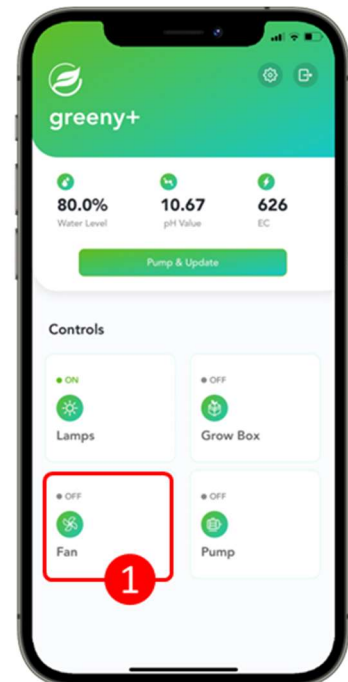 greeny+
80.0% 10.67 626
Water Level pH Value EC
Pump & Update
Controls
ON OFF
Lamps Grow Box
OFF OFF
Fan Pump
1